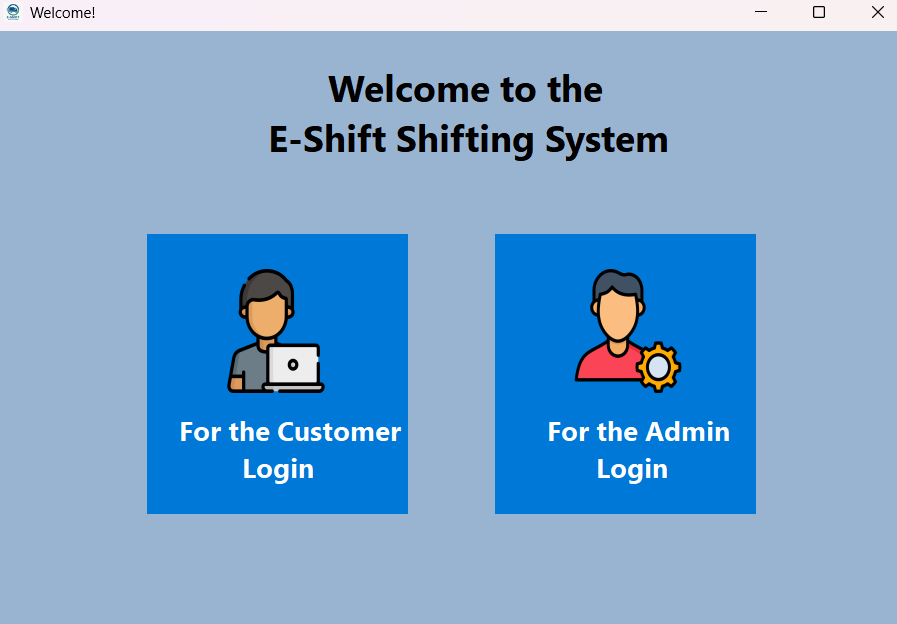 Welcome!
Welcome to the
E-Shift Shifting System
For the Customer
Login
For the Admin
Login